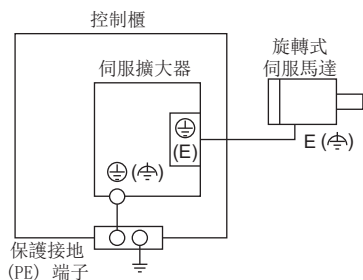 控制櫃
旋轉式
伺服馬達
伺服擴大器
(E)
( )
E ( )
保護接地
(PE) 端子